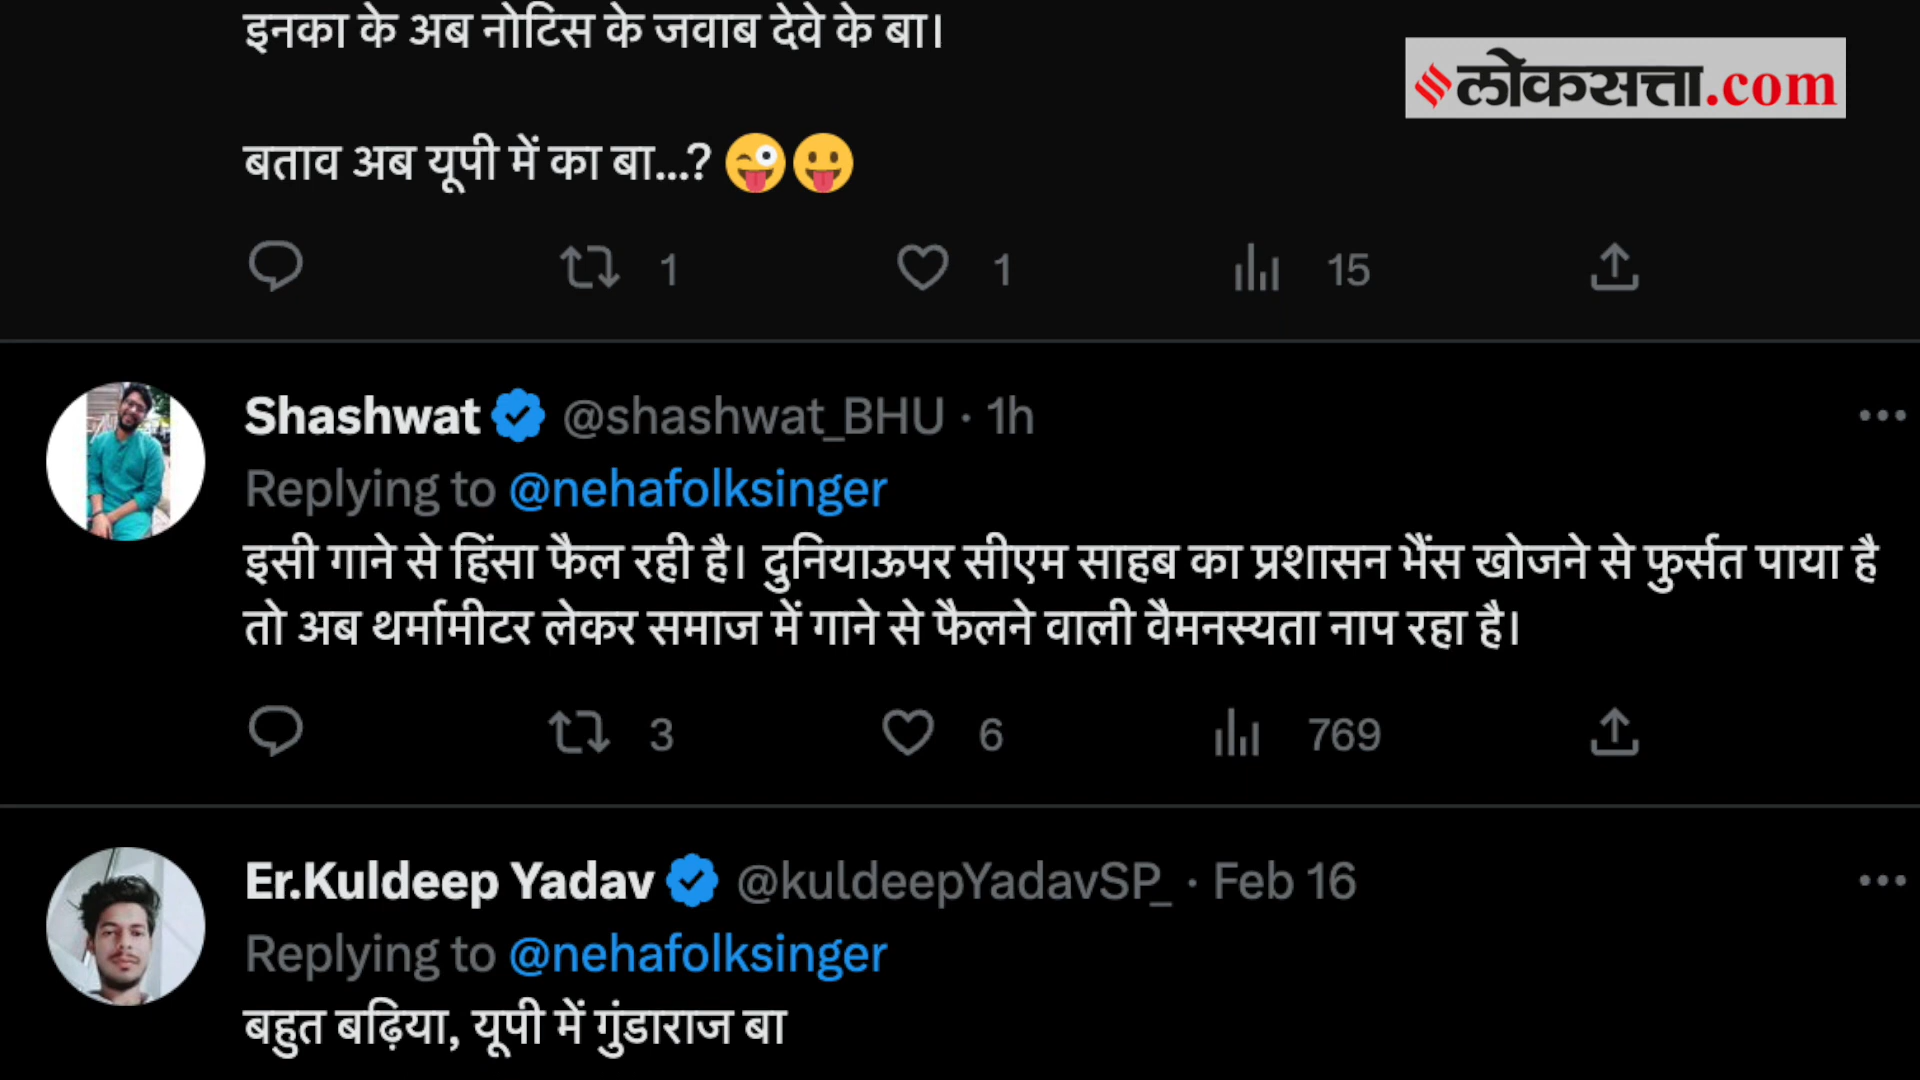 इनका के अब नोटिस के जवाब देवे के बा।
लोकसत्ता.com
बताव अब यूपी में का बा...? 😜😛
1 1 15
Shashwat @shashwat_BHU · 1h
Replying to @nehafolksinger
इसी गाने से हिंसा फैल रही है। दुनियाऊपर सीएम साहब का प्रशासन भैंस खोजने से फुर्सत पाया है
तो अब थर्मामीटर लेकर समाज में गाने से फैलने वाली वैमनस्यता नाप रहा है।
3 6 769
Er.Kuldeep Yadav @kuldeepYadavSP_ · Feb 16
Replying to @nehafolksinger
बहुत बढ़िया, यूपी में गुंडाराज बा